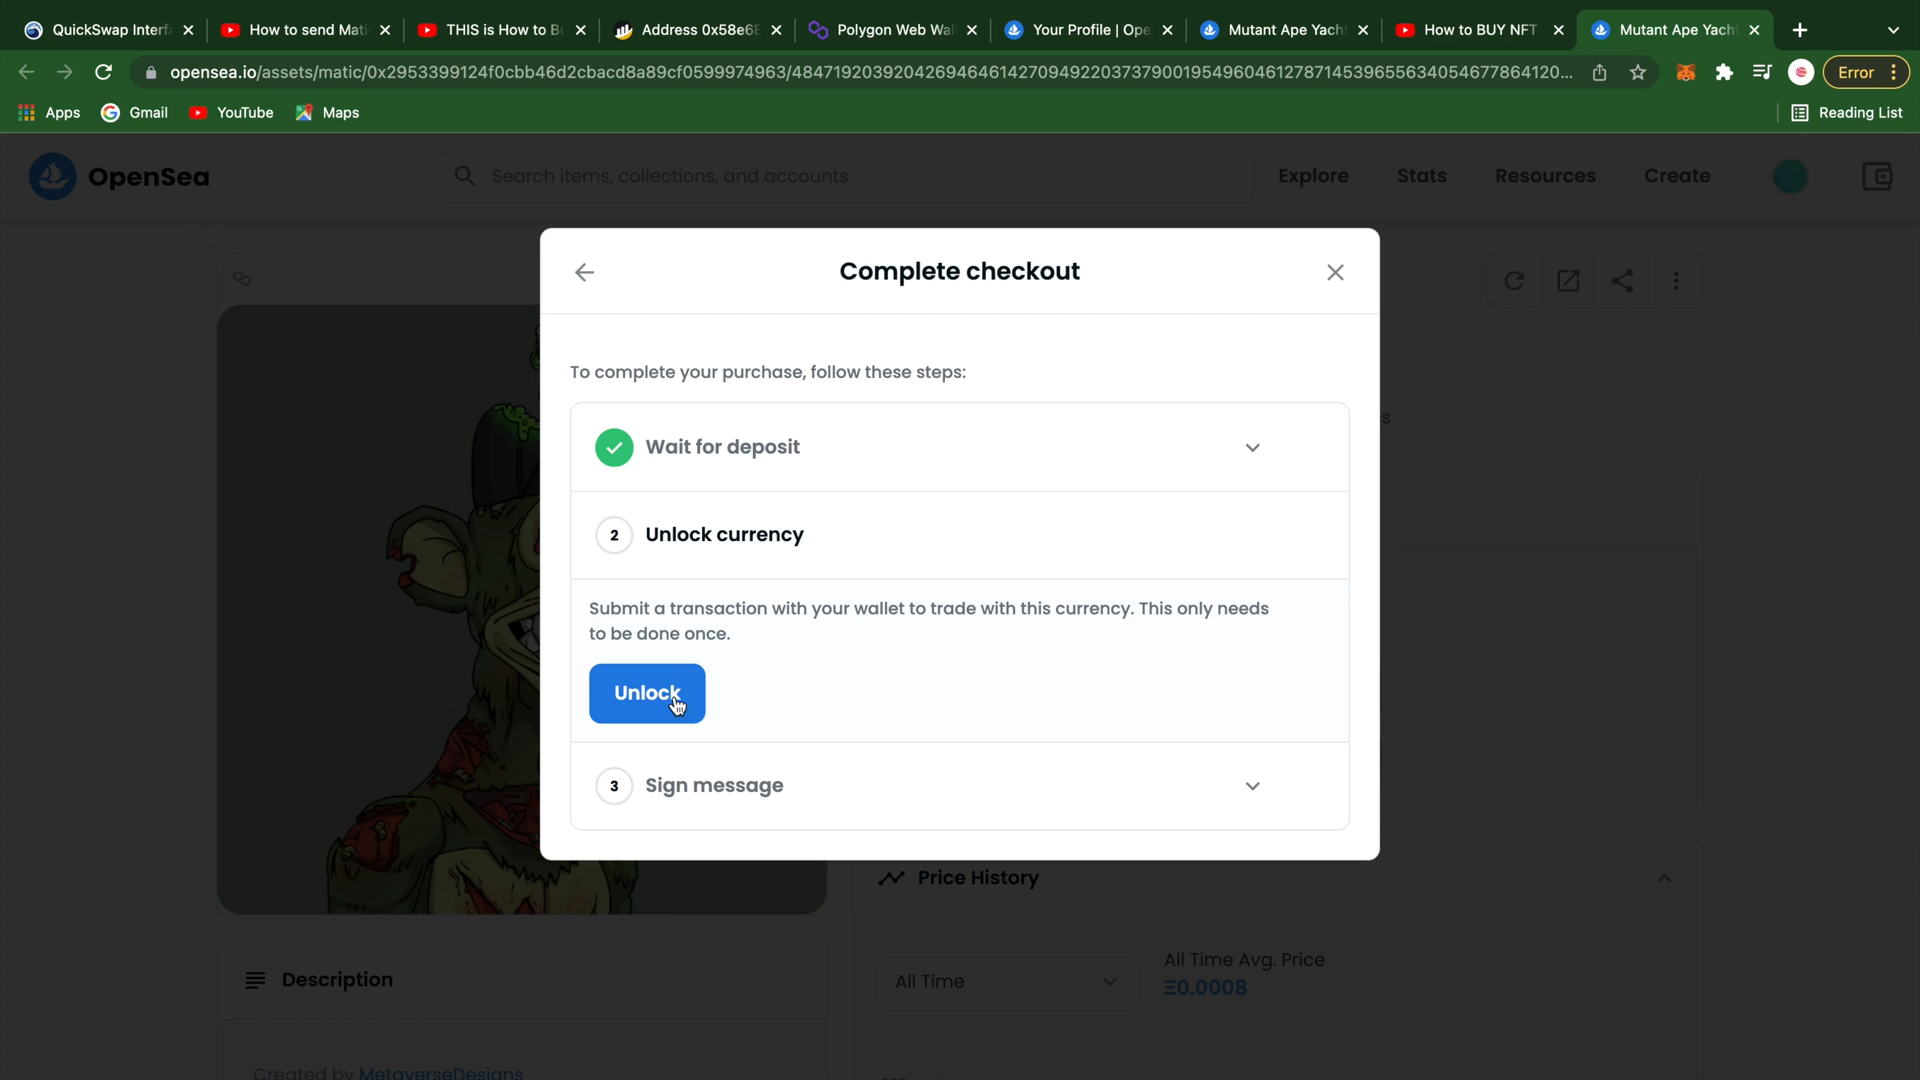 QuickSwap Interfa
How to send Mati
THIS is How to B
Address 0x58e6E
Polygon Web Wal
Your Profile | Ope
Mutant Ape Yach
How to BUY NFT
Mutant Ape Yach
opensea.io/assets/matic/0x2953399124f0cbb46d2cbacd8a89cf0599974963/48471920392042694646142709492203737900195496046127871453965563405467786412​0...
Error
Apps
Gmail
YouTube
Maps
Reading List
OpenSea
Search items, collections, and accounts
Explore
Stats
Resources
Create
Complete checkout
To complete your purchase, follow these steps:
Wait for deposit
2 Unlock currency
Submit a transaction with your wallet to trade with this currency. This only needs
to be done once.
Unlock
3 Sign message
s
Price History
All Time
All Time Avg. Price
Ξ0.0008
Description
Created by MetaverseDesigns